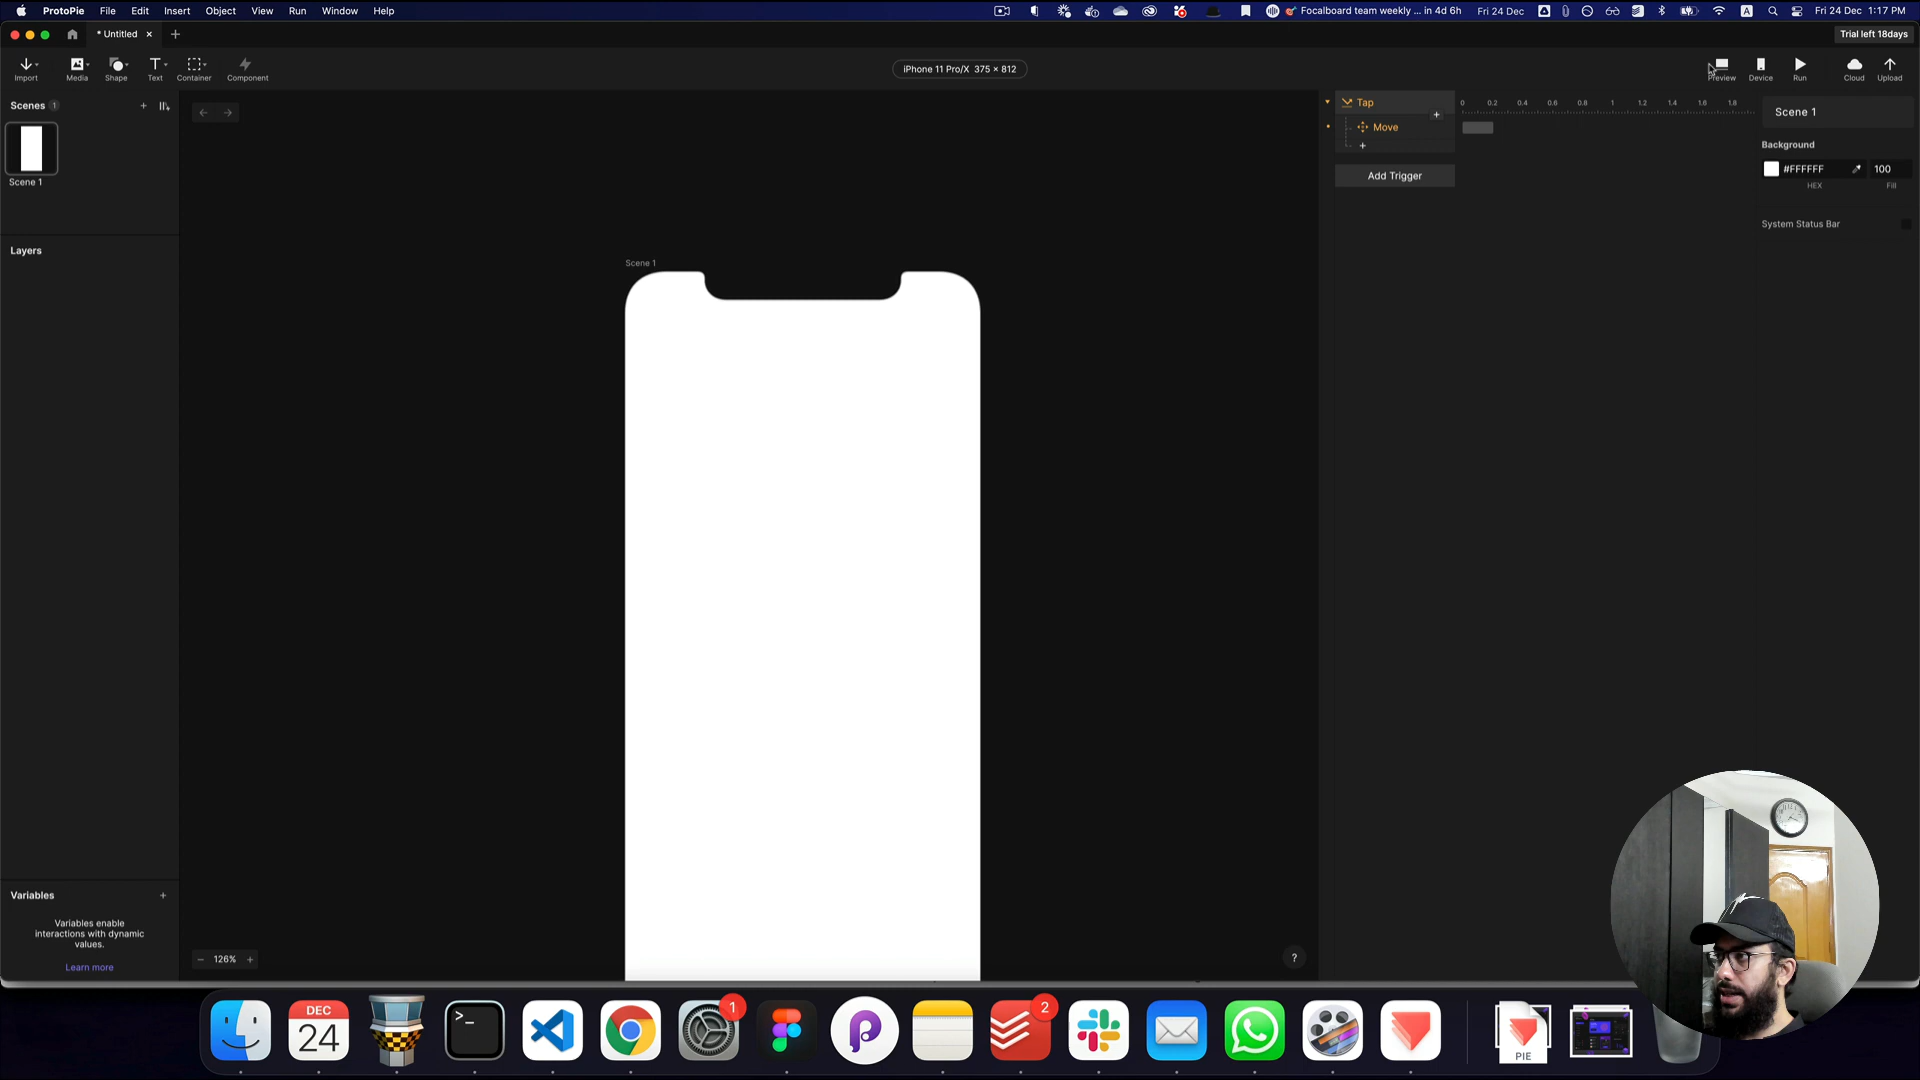 ProtoPie File Edit Insert Object View Run Window Help
Focalboard team weekly ... in 4d 6h Fri 24 Dec A Fri 24 Dec 1:17 PM
* Untitled
Trial left 18days
Import Media Shape Text Container Component
iPhone 11 Pro/X 375 × 812
Preview Device Run Cloud Upload
Scenes 1
Scene 1
Layers
Variables
Variables enable
interactions with dynamic
values.
Learn more
Scene 1
126%
?
Tap
Move
Add Trigger
0 0.2 0.4 0.6 0.8 1 1.2 1.4 1.6 1.8
Scene 1
Background
#FFFFFF 100
HEX Fill
System Status Bar
DEC
24
>_
1
2
PIE